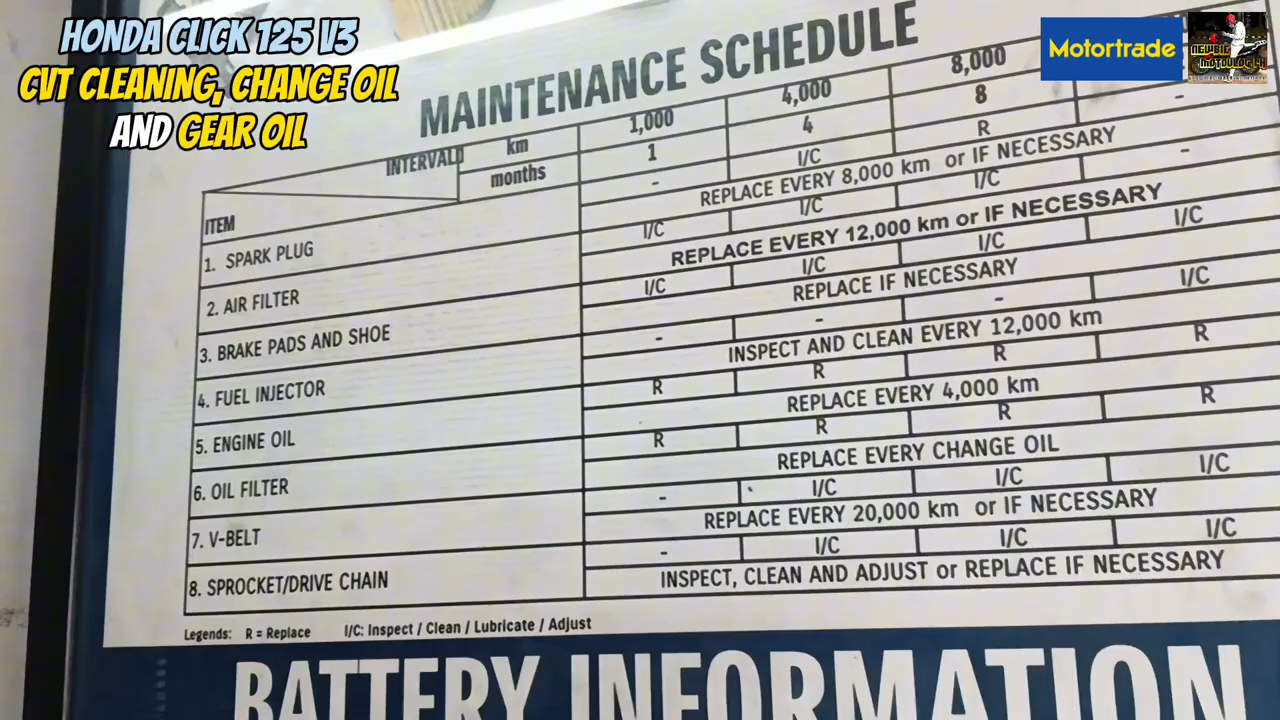 HONDA CLICK 125 V3
CVT CLEANING, CHANGE OIL
AND GEAR OIL
Motortrade
NEWBIE
MOTOVLOG PH
MAINTENANCE SCHEDULE
INTERVAL km 1,000 4,000 8,000
months 1 4 8 -
ITEM
1. SPARK PLUG - I/C R -
REPLACE EVERY 8,000 km or IF NECESSARY
2. AIR FILTER I/C I/C I/C -
REPLACE EVERY 12,000 km or IF NECESSARY
3. BRAKE PADS AND SHOE I/C I/C I/C I/C
REPLACE IF NECESSARY
4. FUEL INJECTOR - - - I/C
INSPECT AND CLEAN EVERY 12,000 km
5. ENGINE OIL R R R R
REPLACE EVERY 4,000 km
6. OIL FILTER R R R R
REPLACE EVERY CHANGE OIL
7. V-BELT - I/C I/C I/C
REPLACE EVERY 20,000 km or IF NECESSARY
8. SPROCKET/DRIVE CHAIN - I/C I/C I/C
INSPECT, CLEAN AND ADJUST or REPLACE IF NECESSARY
Legends: R = Replace I/C: Inspect / Clean / Lubricate / Adjust
BATTERY INFORMATION